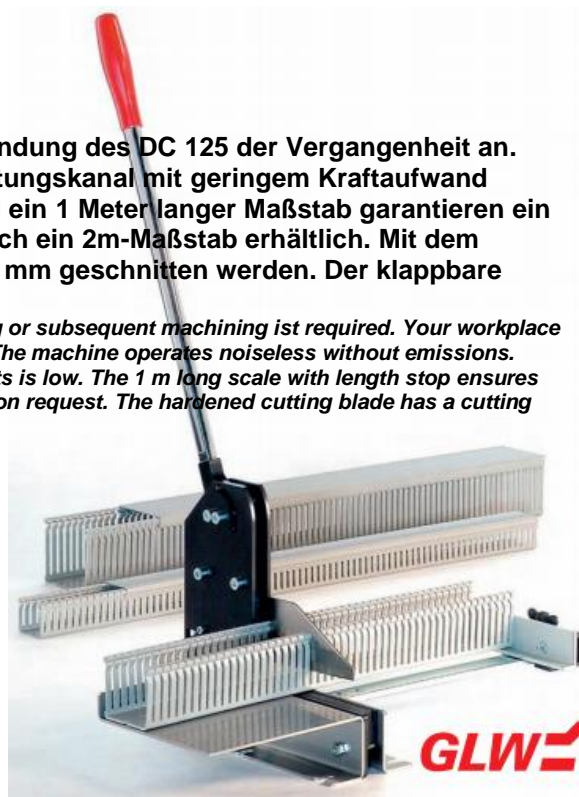 ndung des DC 125 der Vergangenheit an.
tungskanal mit geringem Kraftaufwand
ein 1 Meter langer Maßstab garantieren ein
ch ein 2m-Maßstab erhältlich. Mit dem
mm geschnitten werden. Der klappbare
g or subsequent machining ist required. Your workplace
The machine operates noiseless without emissions.
ts is low. The 1 m long scale with length stop ensures
on request. The hardened cutting blade has a cutting
GLW